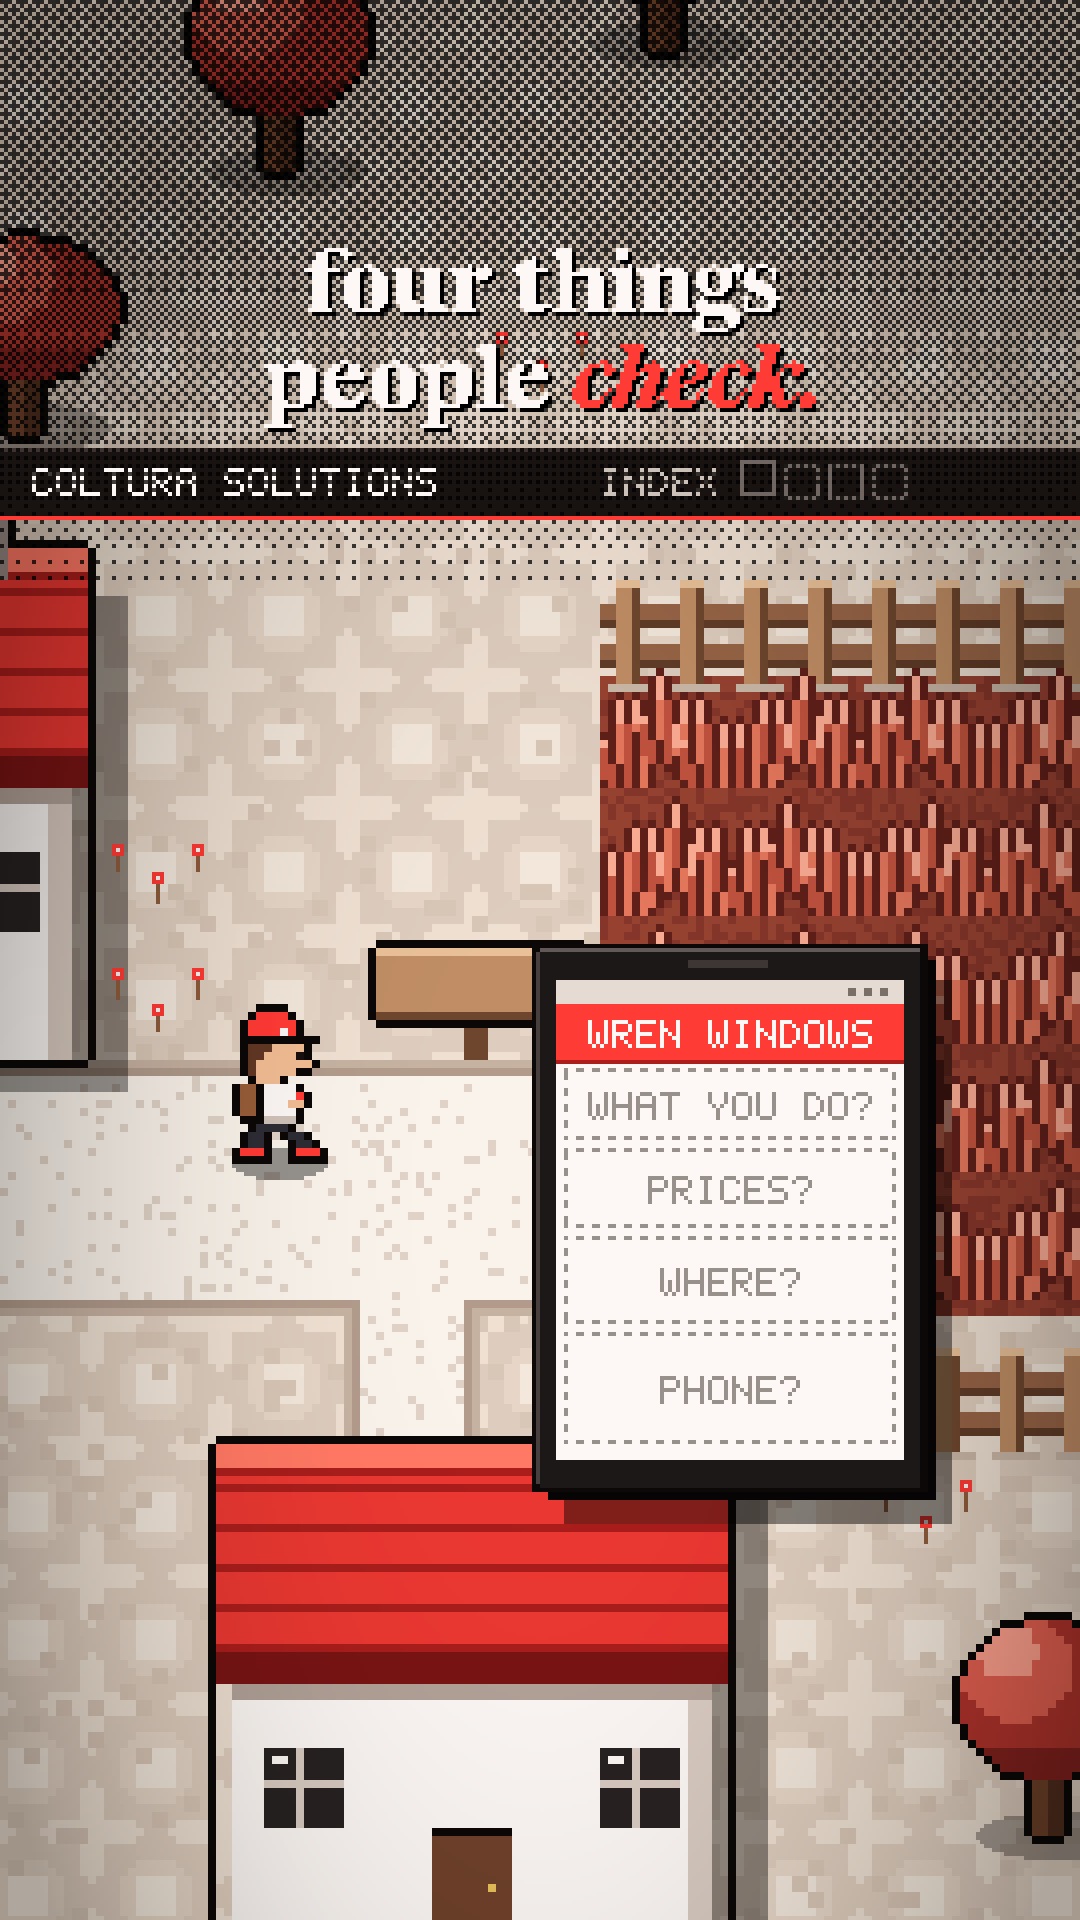 four things
people check.
COLTURA SOLUTIONS INDEX
WREN WINDOWS
WHAT YOU DO?
PRICES?
WHERE?
PHONE?